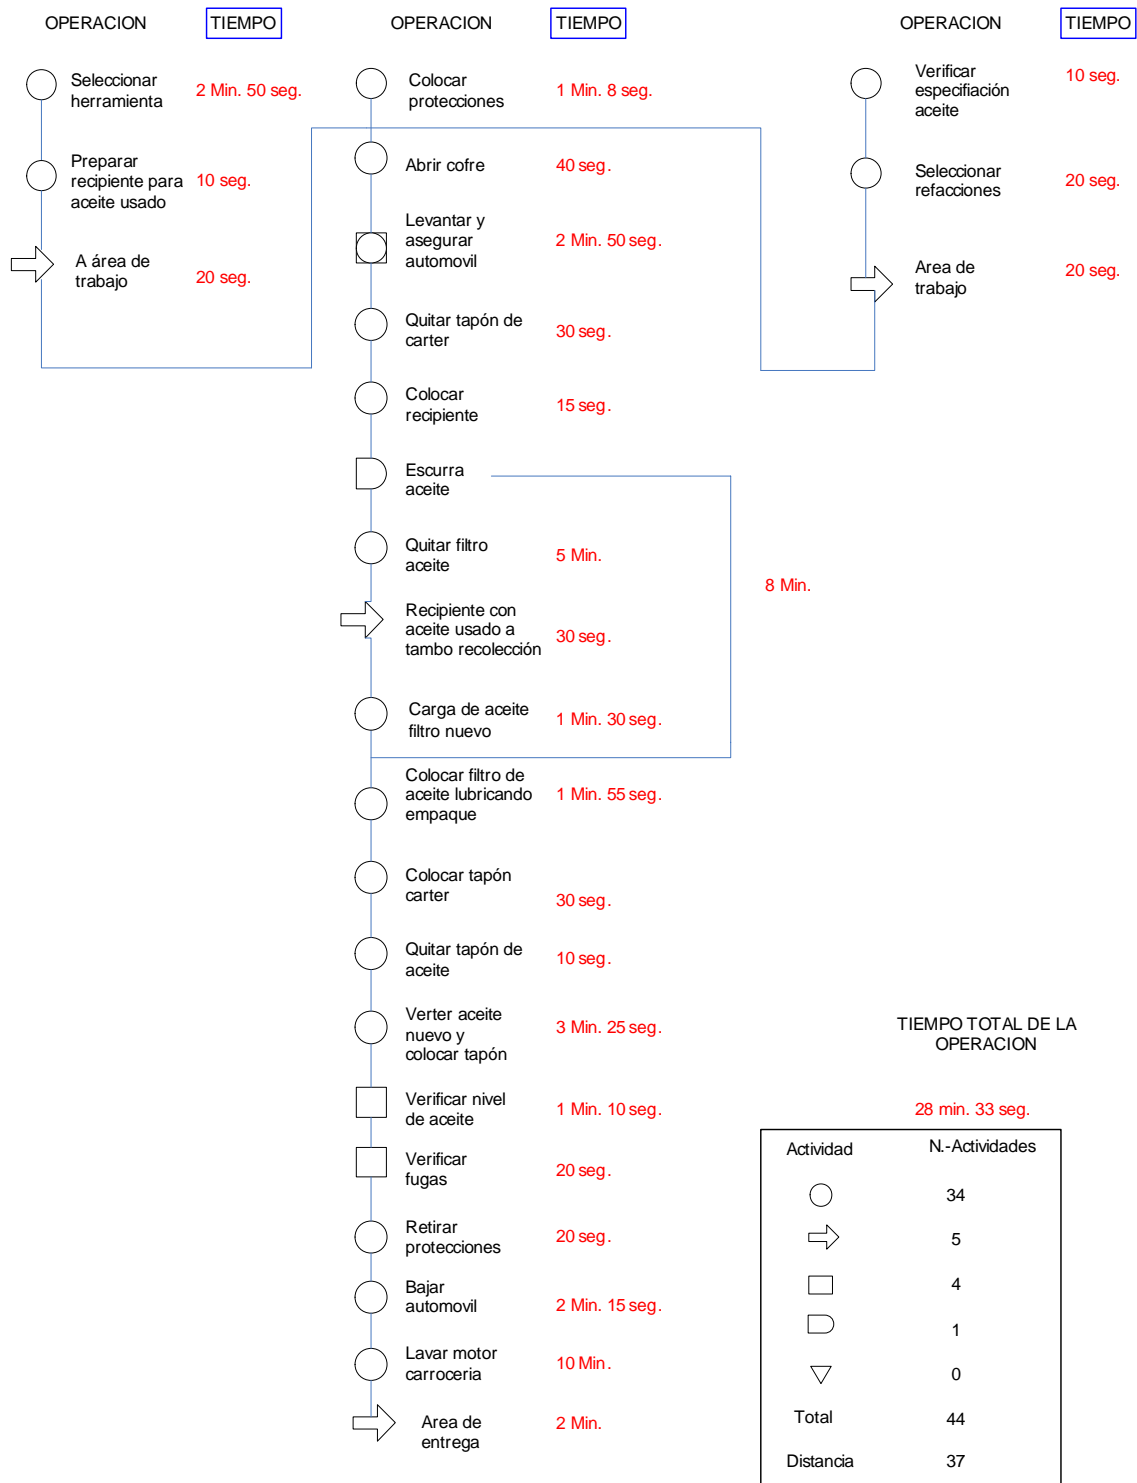 OPERACION
TIEMPO
OPERACION
TIEMPO
OPERACION
TIEMPO
Seleccionar
herramienta
2 Min. 50 seg.
Preparar
recipiente para
aceite usado
10 seg.
A área de
trabajo
20 seg.
Colocar
protecciones
1 Min. 8 seg.
Abrir cofre
40 seg.
Levantar y
asegurar
automovil
2 Min. 50 seg.
Quitar tapón de
carter
30 seg.
Colocar
recipiente
15 seg.
Escurra
aceite
Quitar filtro
aceite
5 Min.
8 Min.
Recipiente con
aceite usado a
tambo recolección
30 seg.
Carga de aceite
filtro nuevo
1 Min. 30 seg.
Colocar filtro de
aceite lubricando
empaque
1 Min. 55 seg.
Colocar tapón
carter
30 seg.
Quitar tapón de
aceite
10 seg.
Verter aceite
nuevo y
colocar tapón
3 Min. 25 seg.
Verificar nivel
de aceite
1 Min. 10 seg.
Verificar
fugas
20 seg.
Retirar
protecciones
20 seg.
Bajar
automovil
2 Min. 15 seg.
Lavar motor
carroceria
10 Min.
Area de
entrega
2 Min.
Verificar
especifiación
aceite
10 seg.
Seleccionar
refacciones
20 seg.
Area de
trabajo
20 seg.
TIEMPO TOTAL DE LA
OPERACION
28 min. 33 seg.
Actividad N.-Actividades
34
5
4
1
0
Total 44
Distancia 37